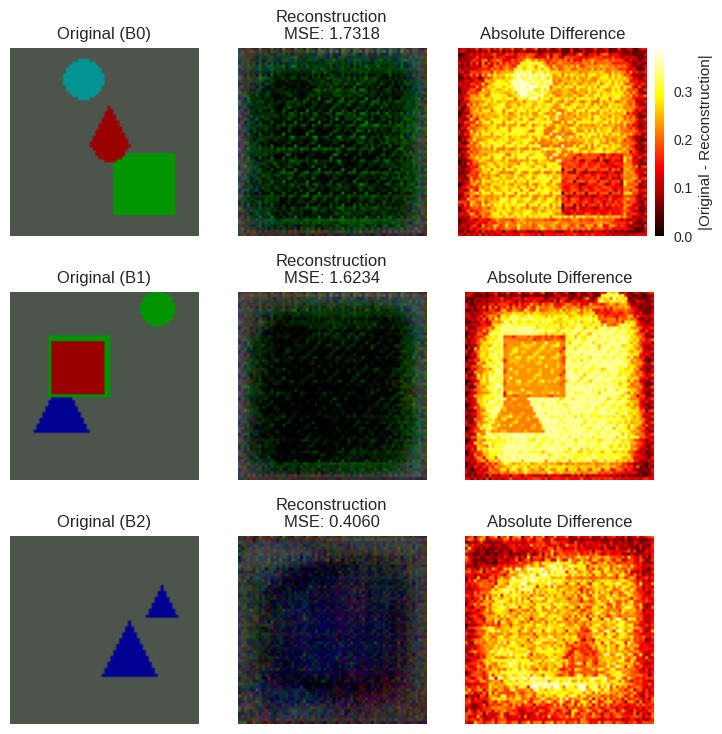 Original (B0)
Reconstruction
MSE: 1.7318
Absolute Difference
0.3
0.2
0.1
0.0
|Original - Reconstruction|
Original (B1)
Reconstruction
MSE: 1.6234
Absolute Difference
Original (B2)
Reconstruction
MSE: 0.4060
Absolute Difference